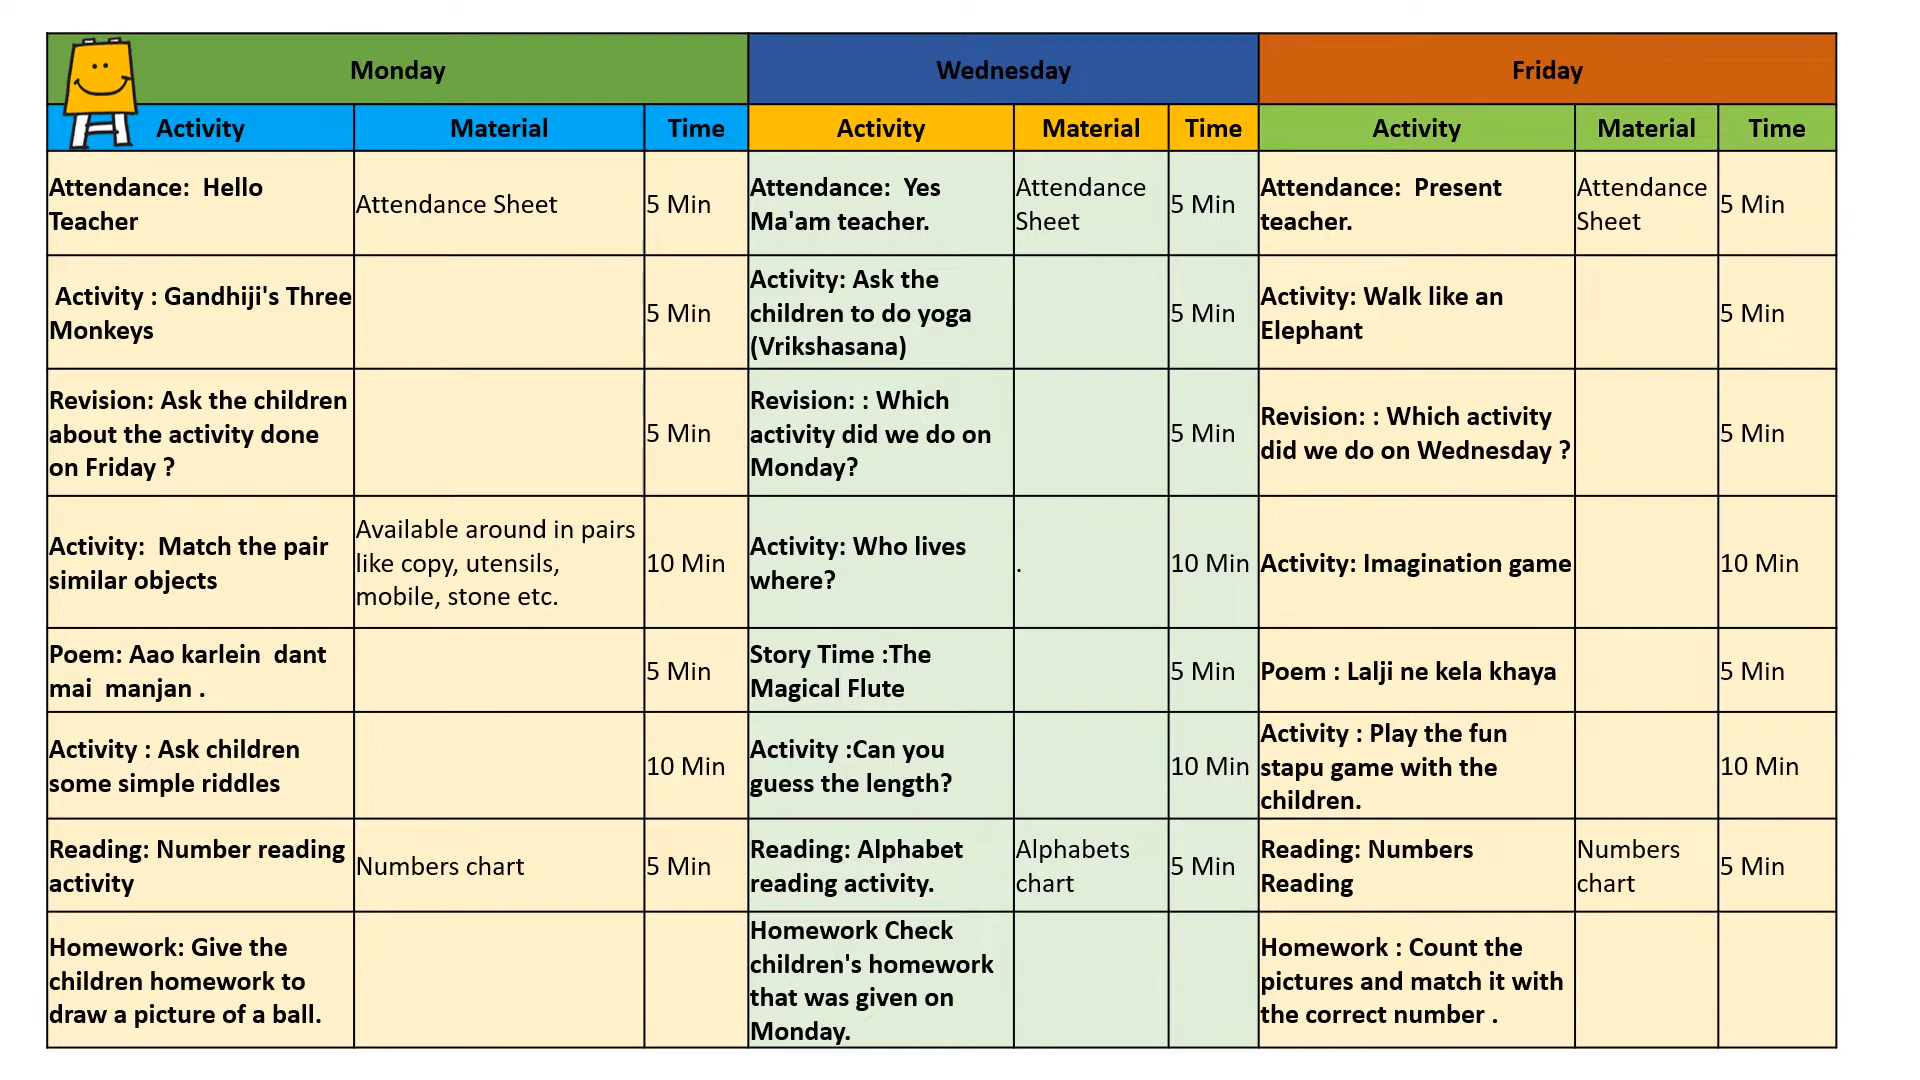 Monday
Wednesday
Friday
Activity
Material
Time
Activity
Material
Time
Activity
Material
Time
Attendance:  Hello
Teacher
Attendance Sheet
5 Min
Attendance:  Yes
Ma'am teacher.
Attendance
Sheet
5 Min
Attendance:  Present
teacher.
Attendance
Sheet
5 Min
Activity : Gandhiji's Three
Monkeys
5 Min
Activity: Ask the
children to do yoga
(Vrikshasana)
5 Min
Activity: Walk like an
Elephant
5 Min
Revision: Ask the children
about the activity done
on Friday ?
5 Min
Revision: : Which
activity did we do on
Monday?
5 Min
Revision: : Which activity
did we do on Wednesday ?
5 Min
Activity:  Match the pair
similar objects
Available around in pairs
like copy, utensils,
mobile, stone etc.
10 Min
Activity: Who lives
where?
.
10 Min
Activity: Imagination game
10 Min
Poem: Aao karlein  dant
mai  manjan .
5 Min
Story Time :The
Magical Flute
5 Min
Poem : Lalji ne kela khaya
5 Min
Activity : Ask children
some simple riddles
10 Min
Activity :Can you
guess the length?
10 Min
Activity : Play the fun
stapu game with the
children.
10 Min
Reading: Number reading
activity
Numbers chart
5 Min
Reading: Alphabet
reading activity.
Alphabets
chart
5 Min
Reading: Numbers
Reading
Numbers
chart
5 Min
Homework: Give the
children homework to
draw a picture of a ball.
Homework Check
children's homework
that was given on
Monday.
Homework : Count the
pictures and match it with
the correct number .